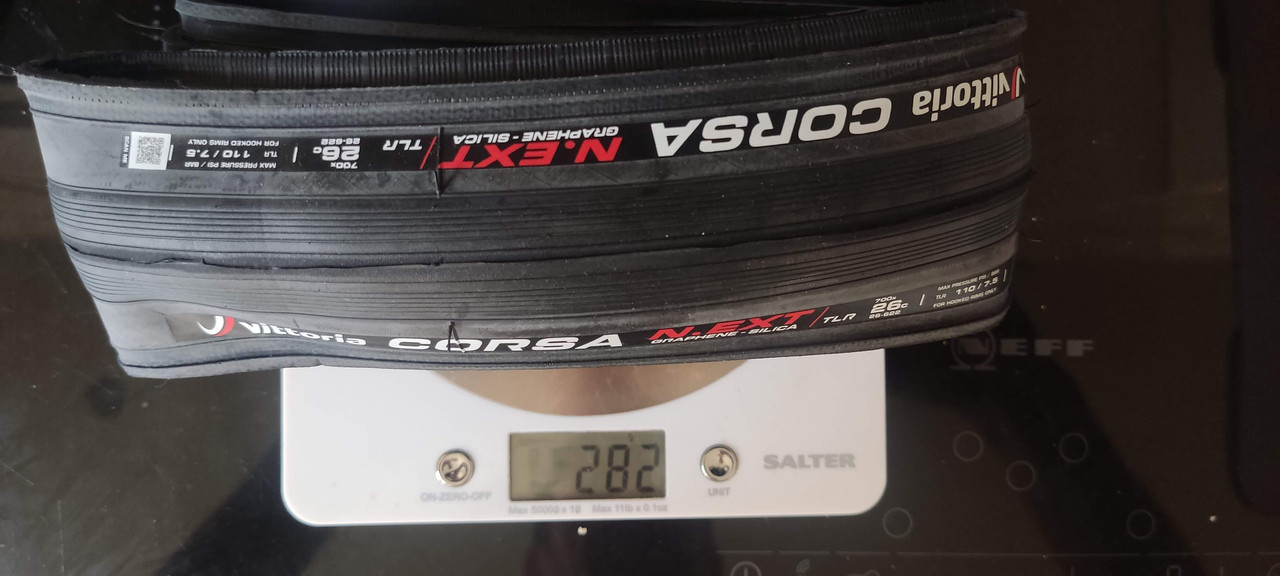 vittoria CORSA N.EXT TLR 700x 26c MAX PRESSURE PSI / BAR
GRAPHENE - SILICA 26-622 TLR 110 / 7.5
FOR HOOKED RIMS ONLY
SCAN ME
vittoria CORSA N.EXT TLR 700x 26c MAX PRESSURE PSI / BAR
GRAPHENE - SILICA 26-622 TLR 110 / 7.5
FOR HOOKED RIMS ONLY
NEFF
282
SALTER
ON-ZERO-OFF
UNIT
Max 5000g x 1g Max 11lb x 0.1oz